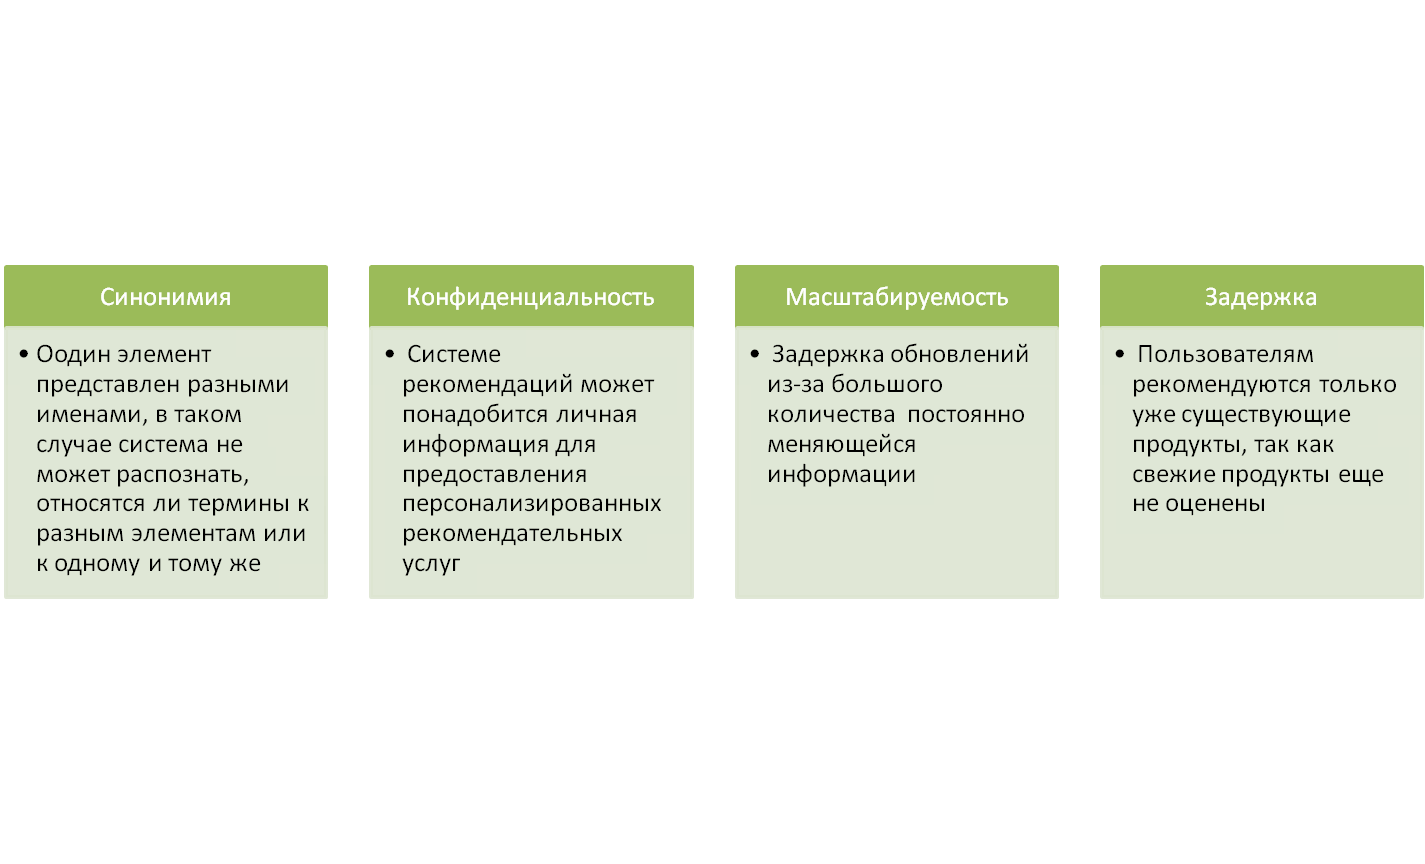 Синонимия
• Оодин элемент
представлен разными
именами, в таком
случае система не
может распознать,
относятся ли термины к
разным элементам или
к одному и тому же
Конфиденциальность
• Системе
рекомендаций может
понадобится личная
информация для
предоставления
персонализированных
рекомендательных
услуг
Масштабируемость
• Задержка обновлений
из-за большого
количества постоянно
меняющейся
информации
Задержка
• Пользователям
рекомендуются только
уже существующие
продукты, так как
свежие продукты еще
не оценены